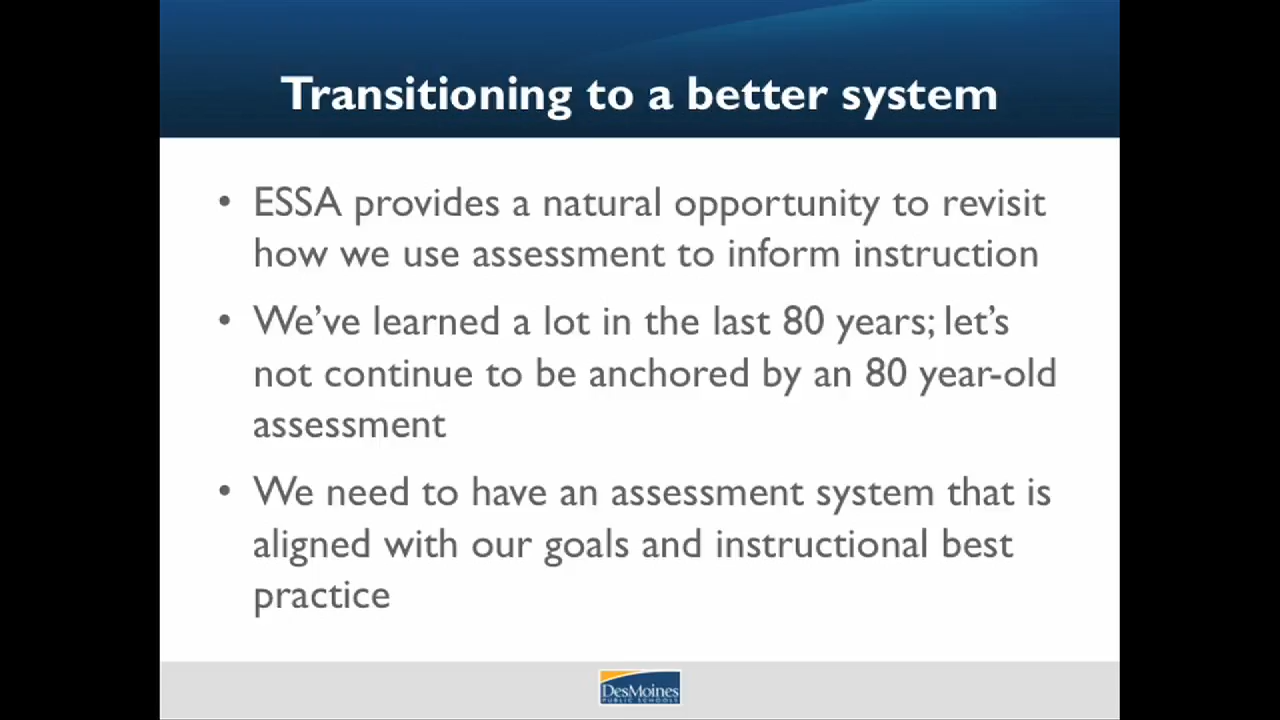 Transitioning to a better system
• ESSA provides a natural opportunity to revisit
how we use assessment to inform instruction
• We’ve learned a lot in the last 80 years; let’s
not continue to be anchored by an 80 year-old
assessment
• We need to have an assessment system that is
aligned with our goals and instructional best
practice
DesMoines
PUBLIC SCHOOLS